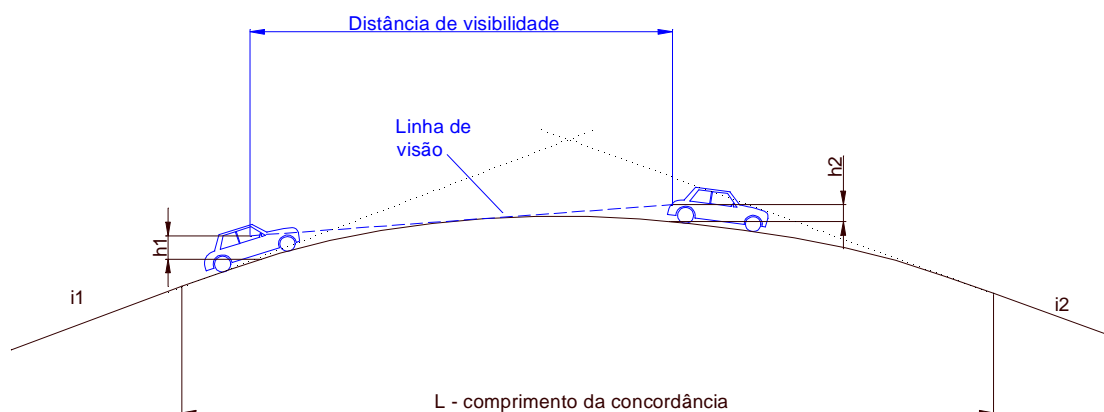 Distância de visibilidade
Linha de
visão
h2
h1
i1
i2
L - comprimento da concordância